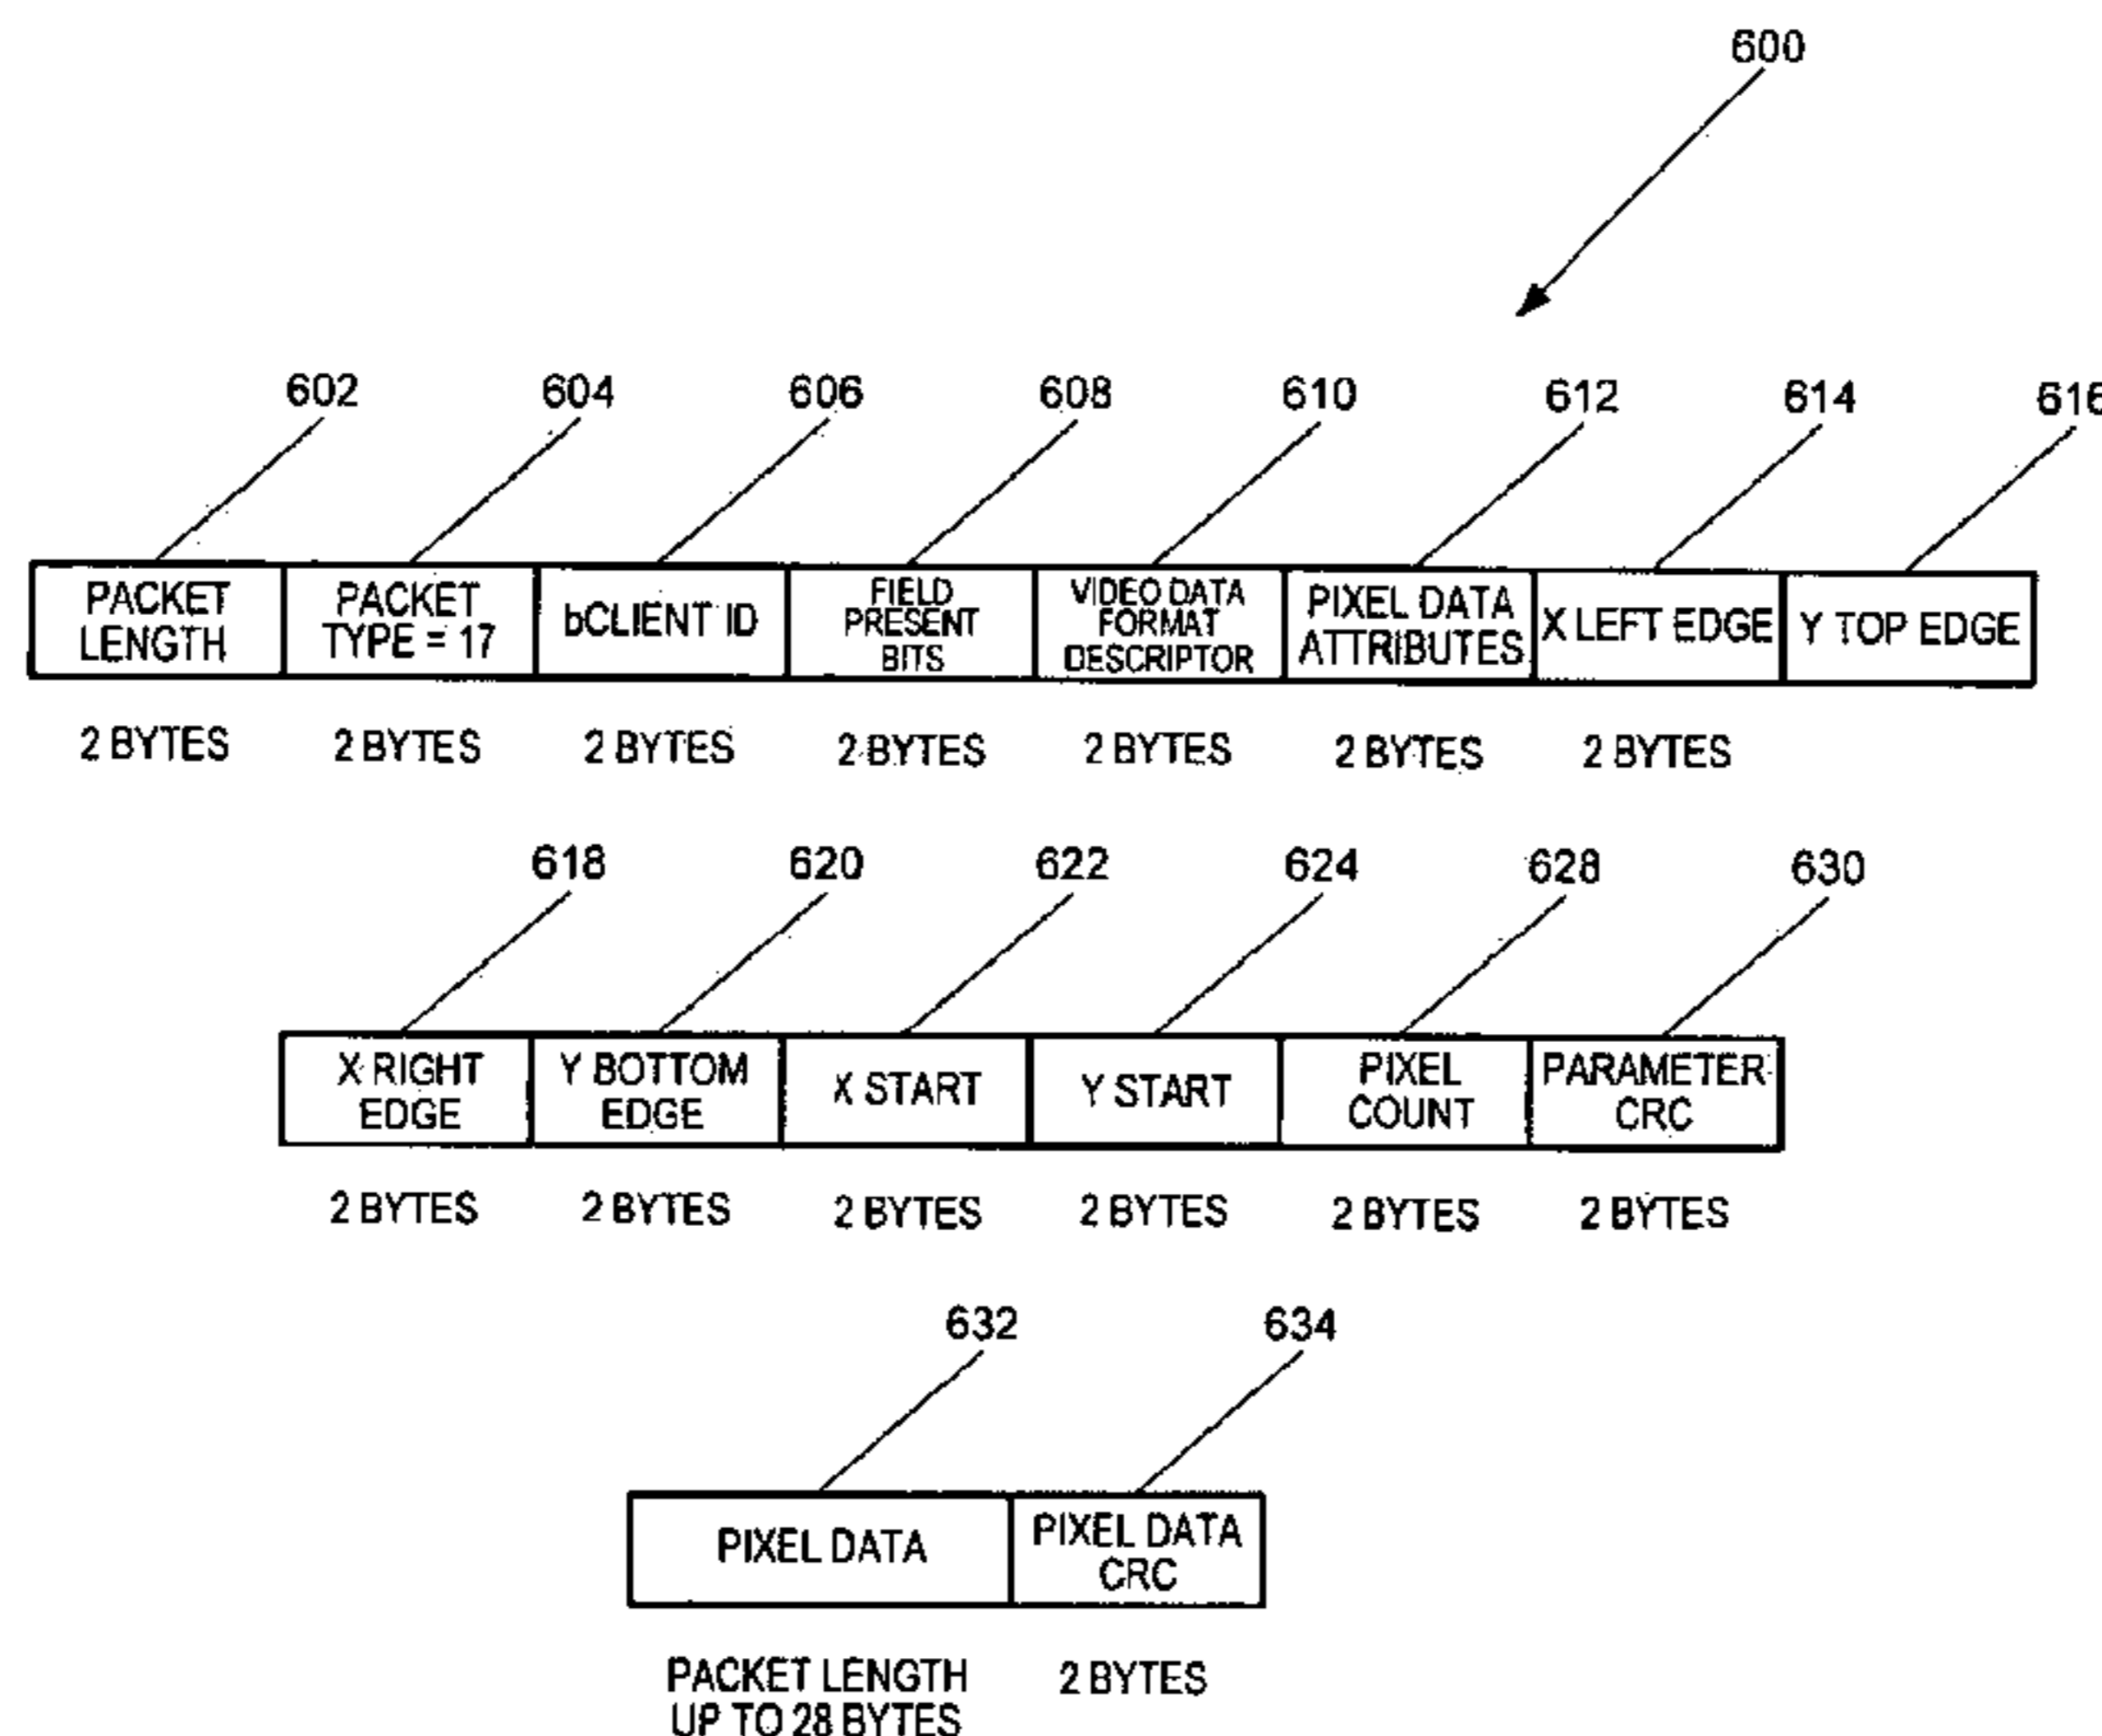 600
602 604 606 608 610 612 614 616
PACKET LENGTH
PACKET TYPE = 17
bCLIENT ID
FIELD PRESENT BITS
VIDEO DATA FORMAT DESCRIPTOR
PIXEL DATA ATTRIBUTES
X LEFT EDGE
Y TOP EDGE
2 BYTES 2 BYTES 2 BYTES 2 BYTES 2 BYTES 2 BYTES 2 BYTES
618 620 622 624 628 630
X RIGHT EDGE
Y BOTTOM EDGE
X START
Y START
PIXEL COUNT
PARAMETER CRC
2 BYTES 2 BYTES 2 BYTES 2 BYTES 2 BYTES 2 BYTES
632 634
PIXEL DATA
PIXEL DATA CRC
PACKET LENGTH UP TO 28 BYTES
2 BYTES